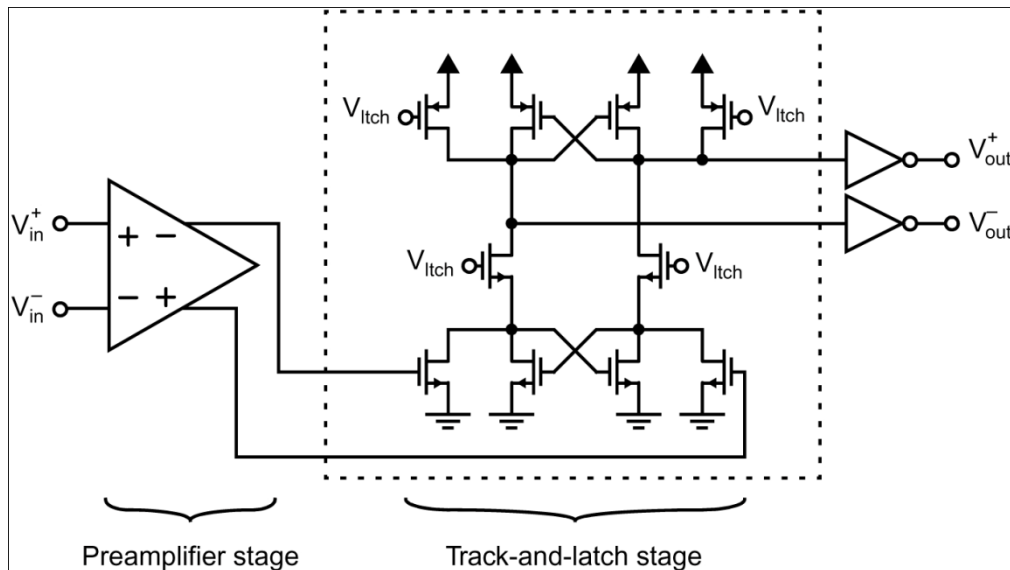 V_ltch
V_ltch
V_out^+
V_in^+
+ −
V_out^-
V_ltch
V_ltch
V_in^-
− +
Preamplifier stage
Track-and-latch stage